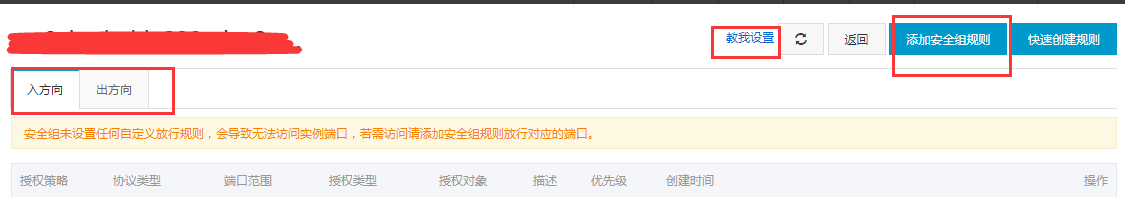 教我设置 返回 添加安全组规则 快速创建规则
入方向 出方向
安全组未设置任何自定义放行规则，会导致无法访问实例端口，若需访问请添加安全组规则放行对应的端口。
授权策略 协议类型 端口范围 授权类型 授权对象 描述 优先级 创建时间 操作